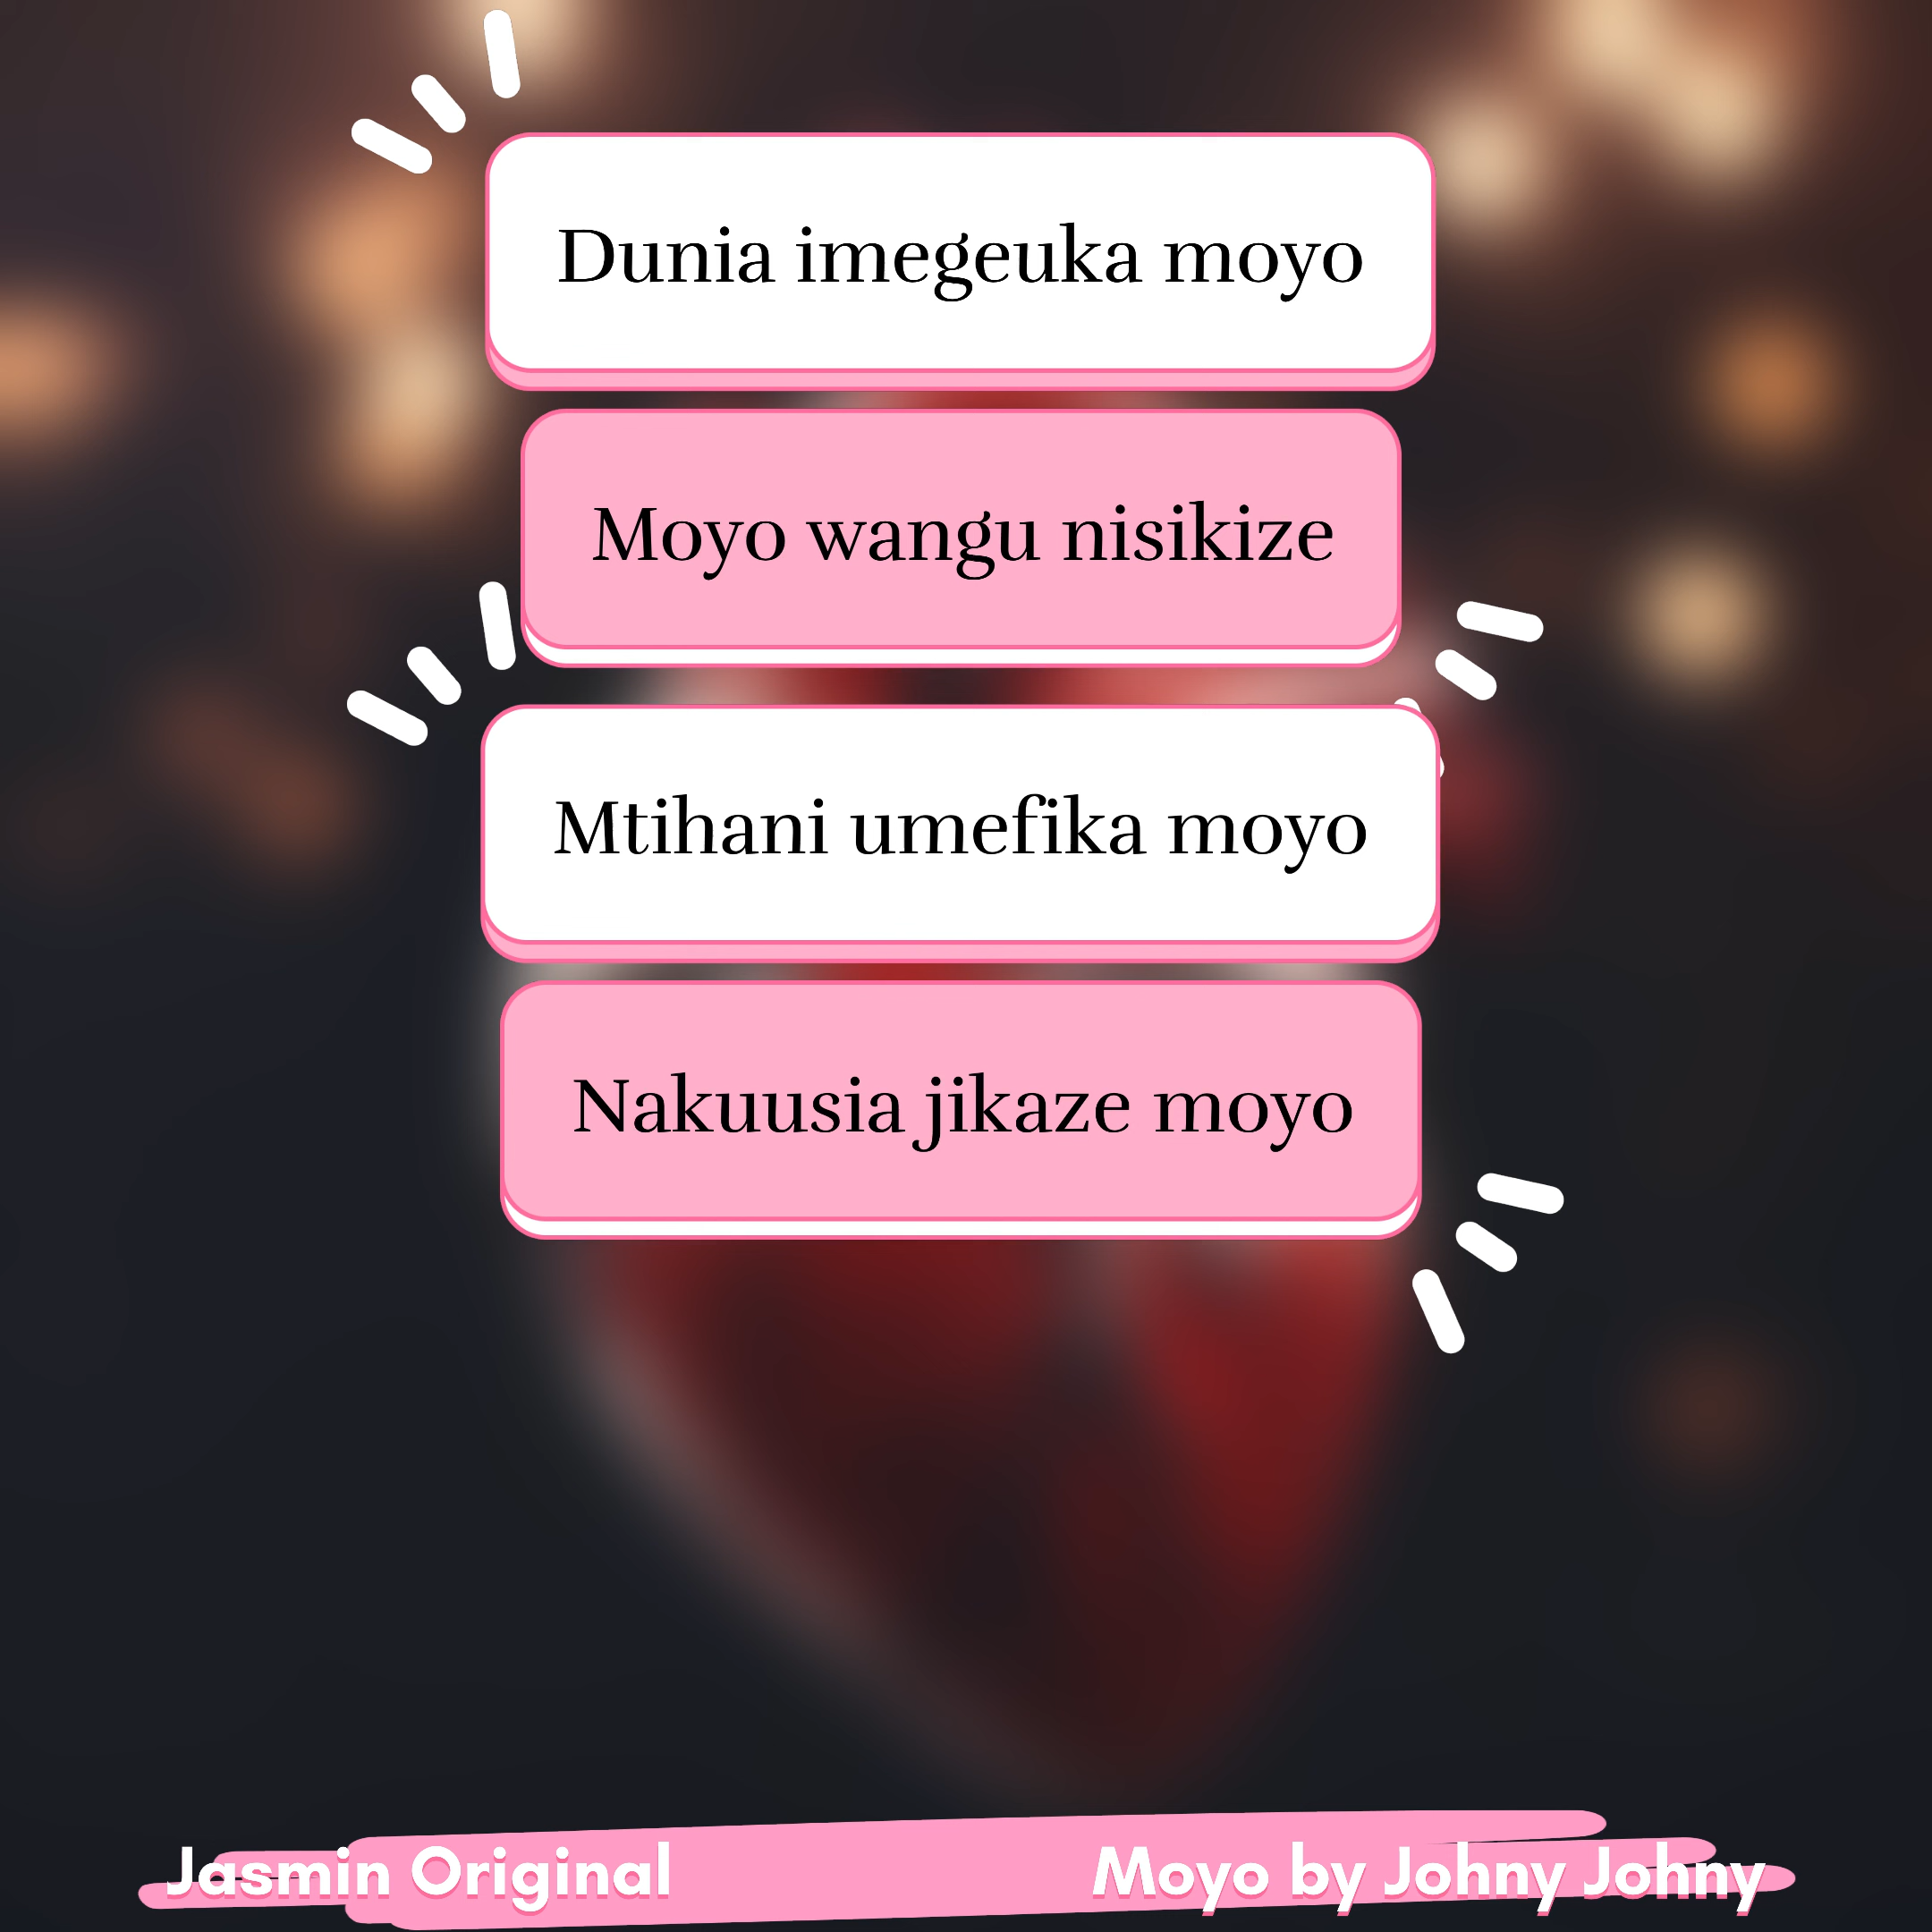 Dunia imegeuka moyo
Moyo wangu nisikize
Mtihani umefika moyo
Nakuusia jikaze moyo
Jasmin Original
Moyo by Johny Johny